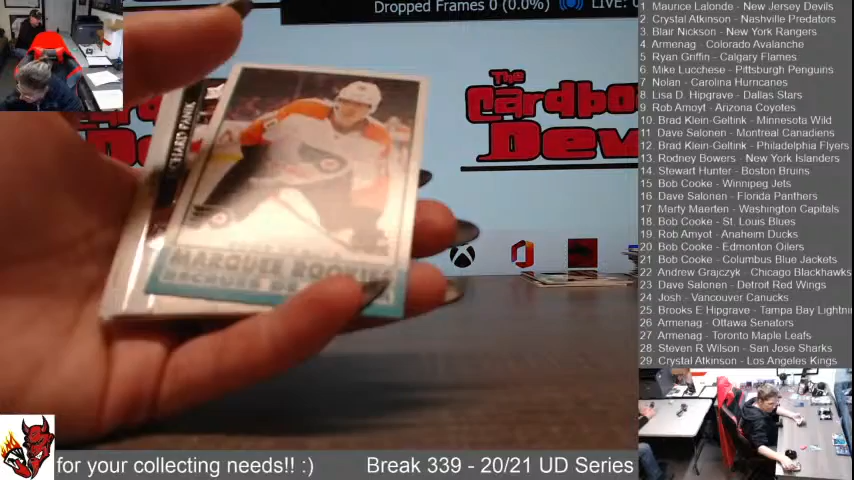 Dropped Frames 0 (0.0%)
LIVE:
The
Cardbo
Dev
RICHARD PANIK
MARQUEE ROOKIES
RECRUES DE
1 Maurice Lalonde - New Jersey Devils
2 Crystal Atkinson - Nashville Predators
3. Blair Nickson - New York Rangers
4 Armenag - Colorado Avalanche
5 Ryan Griffin - Calgary Flames
6. Mike Lucchese - Pittsburgh Penguins
7 Nolan - Carolina Hurrcanes
8 Lisa D. Hipgrave - Dallas Stars
9 Rob Amoyt - Arizona Coyotes
10. Brad Klein-Geltink - Minnesota Wild
11 Dave Salonen - Montreal Canadiens
12 Brad Klein-Geltink - Philadelphia Flyers
13 Rodney Bowers - New York Islanders
14 Stewart Hunter - Boston Bruins
15 Bob Cooke - Winnipeg Jets
16 Dave Salonen - Florida Panthers
17 Marty Maerten - Washington Capitals
18 Bob Cooke - St. Louis Blues
19 Rob Amyot - Anaheim Ducks
20 Bob Cooke - Edmonton Oilers
21 Bob Cooke - Columbus Blue Jackets
22 Andrew Grajczyk - Chicago Blackhawks
23 Dave Salonen - Detroit Red Wings
24 Josh - Vancouver Canucks
25 Brooks E Hipgrave - Tampa Bay Lightnin
26 Armenag - Ottawa Senators
27 Armenag - Toronto Maple Leafs
28 Steven R Wilson - San Jose Sharks
29 Crystal Atkinson - Los Angeles Kings
for your collecting needs!! :) Break 339 - 20/21 UD Series